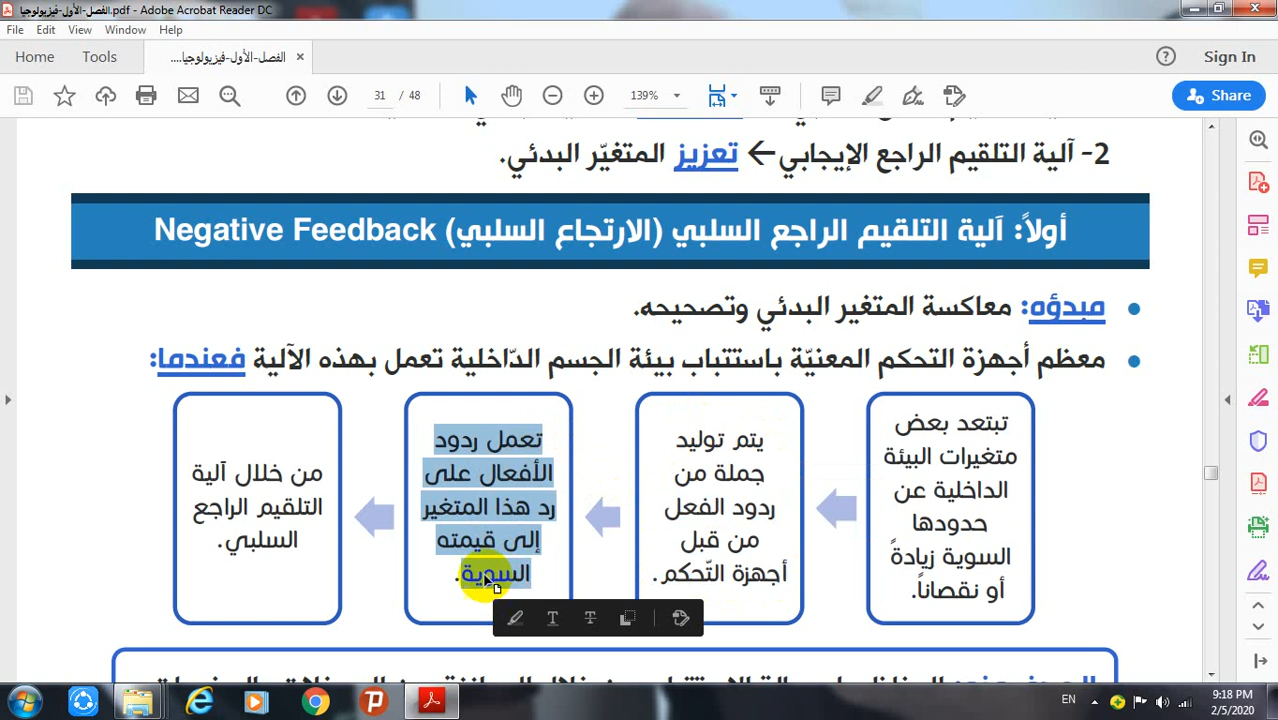 الفصل-الأول-فيزيولوجيا.pdf - Adobe Acrobat Reader DC
File Edit View Window Help
Home Tools الفصل-الأول-فيزيولوجيا.... × Sign In
31 / 48 139% Share
2- آلية التلقيم الراجع الإيجابي← تعزيز المتغيّر البدئي.
أولاً: آلية التلقيم الراجع السلبي (الارتجاع السلبي) Negative Feedback
• مبدؤه: معاكسة المتغير البدئي وتصحيحه.
• معظم أجهزة التحكم المعنيّة باستتباب بيئة الجسم الدّاخلية تعمل بهذه الآلية فعندما:
تبتعد بعض
متغيرات البيئة
الداخلية عن
حدودها
السوية زيادةً
أو نقصاناً.
يتم توليد
جملة من
ردود الفعل
من قبل
أجهزة التّحكم.
تعمل ردود
الأفعال على
رد هذا المتغير
إلى قيمته
السوية.
من خلال آلية
التلقيم الراجع
السلبي.
EN 9:18 PM
2/5/2020